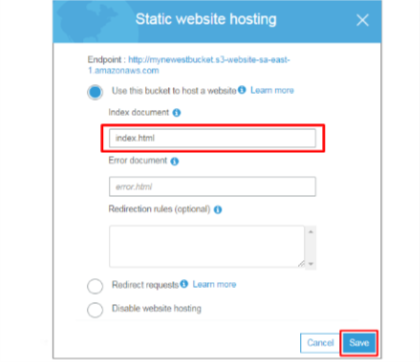 Static website hosting
Endpoint : http://mynewestbucket.s3-website-sa-east-
1.amazonaws.com
Use this bucket to host a website Learn more
Index document
index.html
Error document
error.html
Redirection rules (optional)
Redirect requests Learn more
Disable website hosting
Cancel Save